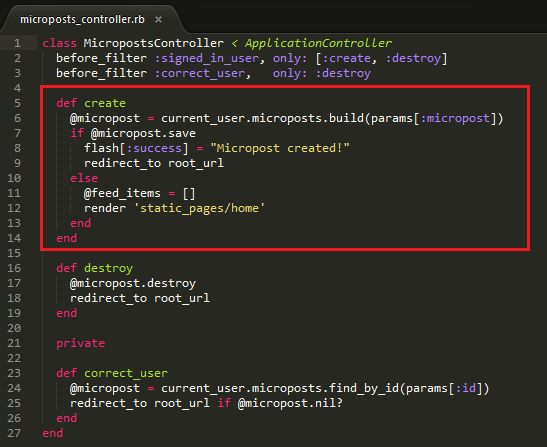 microposts_controller.rb ×
1 class MicropostsController < ApplicationController
2   before_filter :signed_in_user, only: [:create, :destroy]
3   before_filter :correct_user,   only: :destroy
4
5   def create
6     @micropost = current_user.microposts.build(params[:micropost])
7     if @micropost.save
8       flash[:success] = "Micropost created!"
9       redirect_to root_url
10     else
11       @feed_items = []
12       render 'static_pages/home'
13     end
14   end
15
16   def destroy
17     @micropost.destroy
18     redirect_to root_url
19   end
20
21   private
22
23   def correct_user
24     @micropost = current_user.microposts.find_by_id(params[:id])
25     redirect_to root_url if @micropost.nil?
26   end
27 end